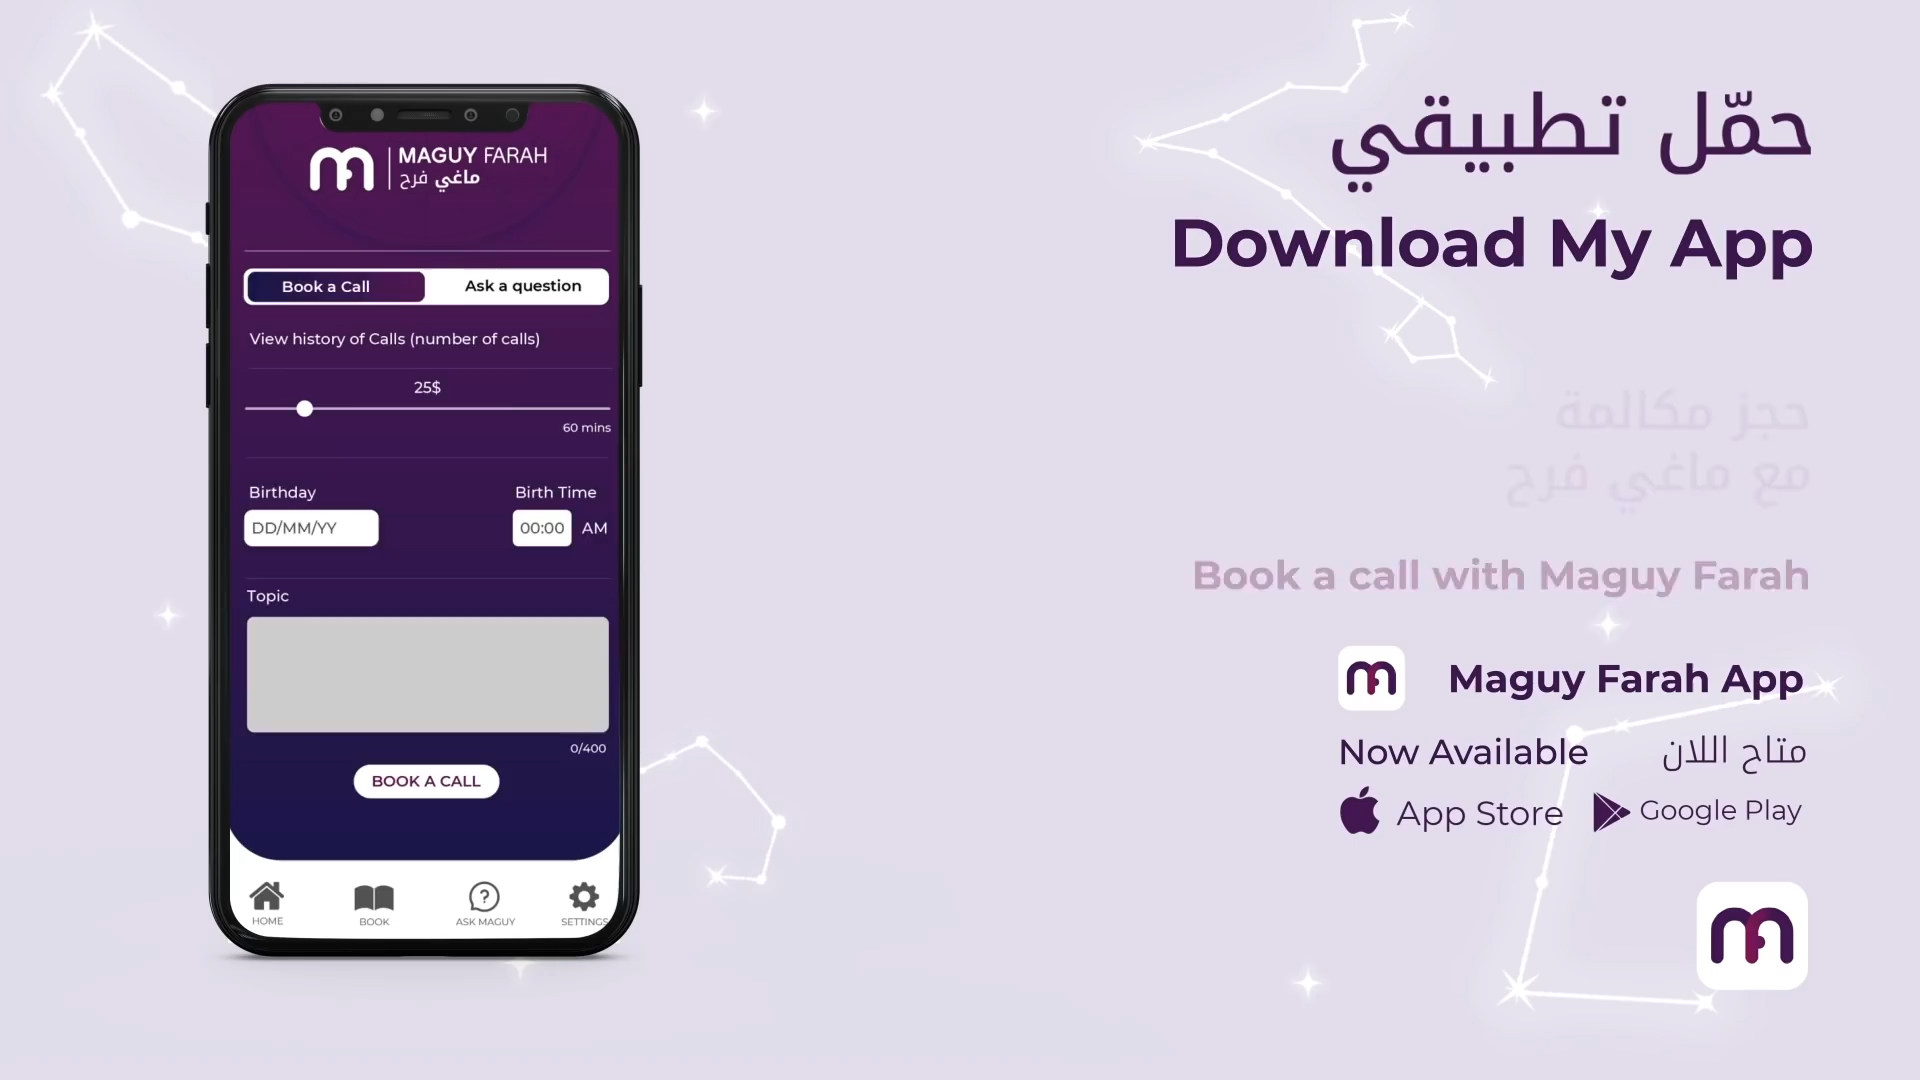 MAGUY FARAH
ماغي فرح
Book a Call
Ask a question
View history of Calls (number of calls)
25$
60 mins
Birthday
Birth Time
DD/MM/YY
00:00 AM
Topic
0/400
BOOK A CALL
HOME
BOOK
ASK MAGUY
SETTINGS
حمّل تطبيقي
Download My App
حجز مكالمة
مع ماغي فرح
Book a call with Maguy Farah
Maguy Farah App
Now Available
متاح اللان
App Store
Google Play